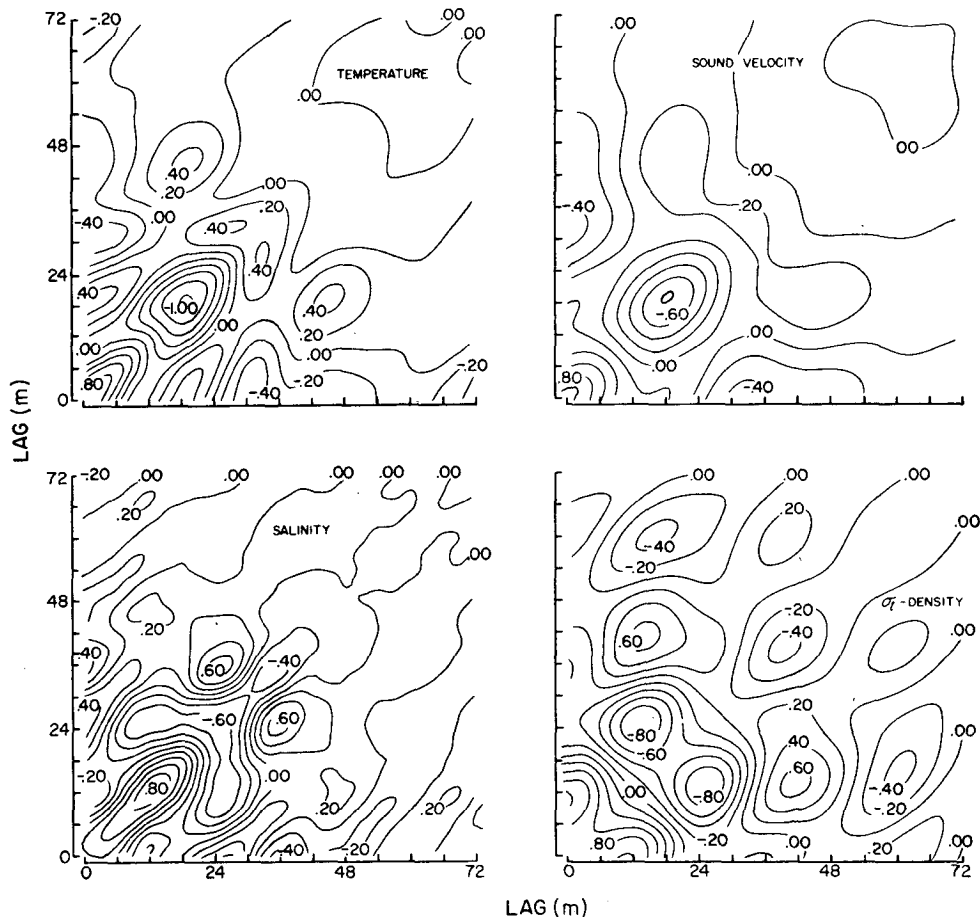 72 -.20 .00 .00 .00
.00
TEMPERATURE
.00
48
.40
.20
.00 .20
-.40 .00 .40
.40
24
.40 -1.00 .40
.00 .20
.00 .00
.80 -.40 -.20 -.20
0
.00
SOUND VELOCITY
.00
.00
-.40 .20
-.60
.00 .00
.80 -.40
LAG (m)
72 -.20 .00 .00 .00 .00
.20
SALINITY
.00
48
.20
.40 .60 -.40
.40
24 -.60 .60
-.20 .80 .00 .20 .20
0 -.40 -.20 .00
0 24 48 72
.00 .00 .00
.20
-.40 .00
-.20
-.20 σt-DENSITY
.60 -.40 .00
.20
-.80 .40 .00
-.60
.00 -.80 .60 -.40
-.20
-.20
.80 .00 .20 .00
0 24 48 72
LAG (m)